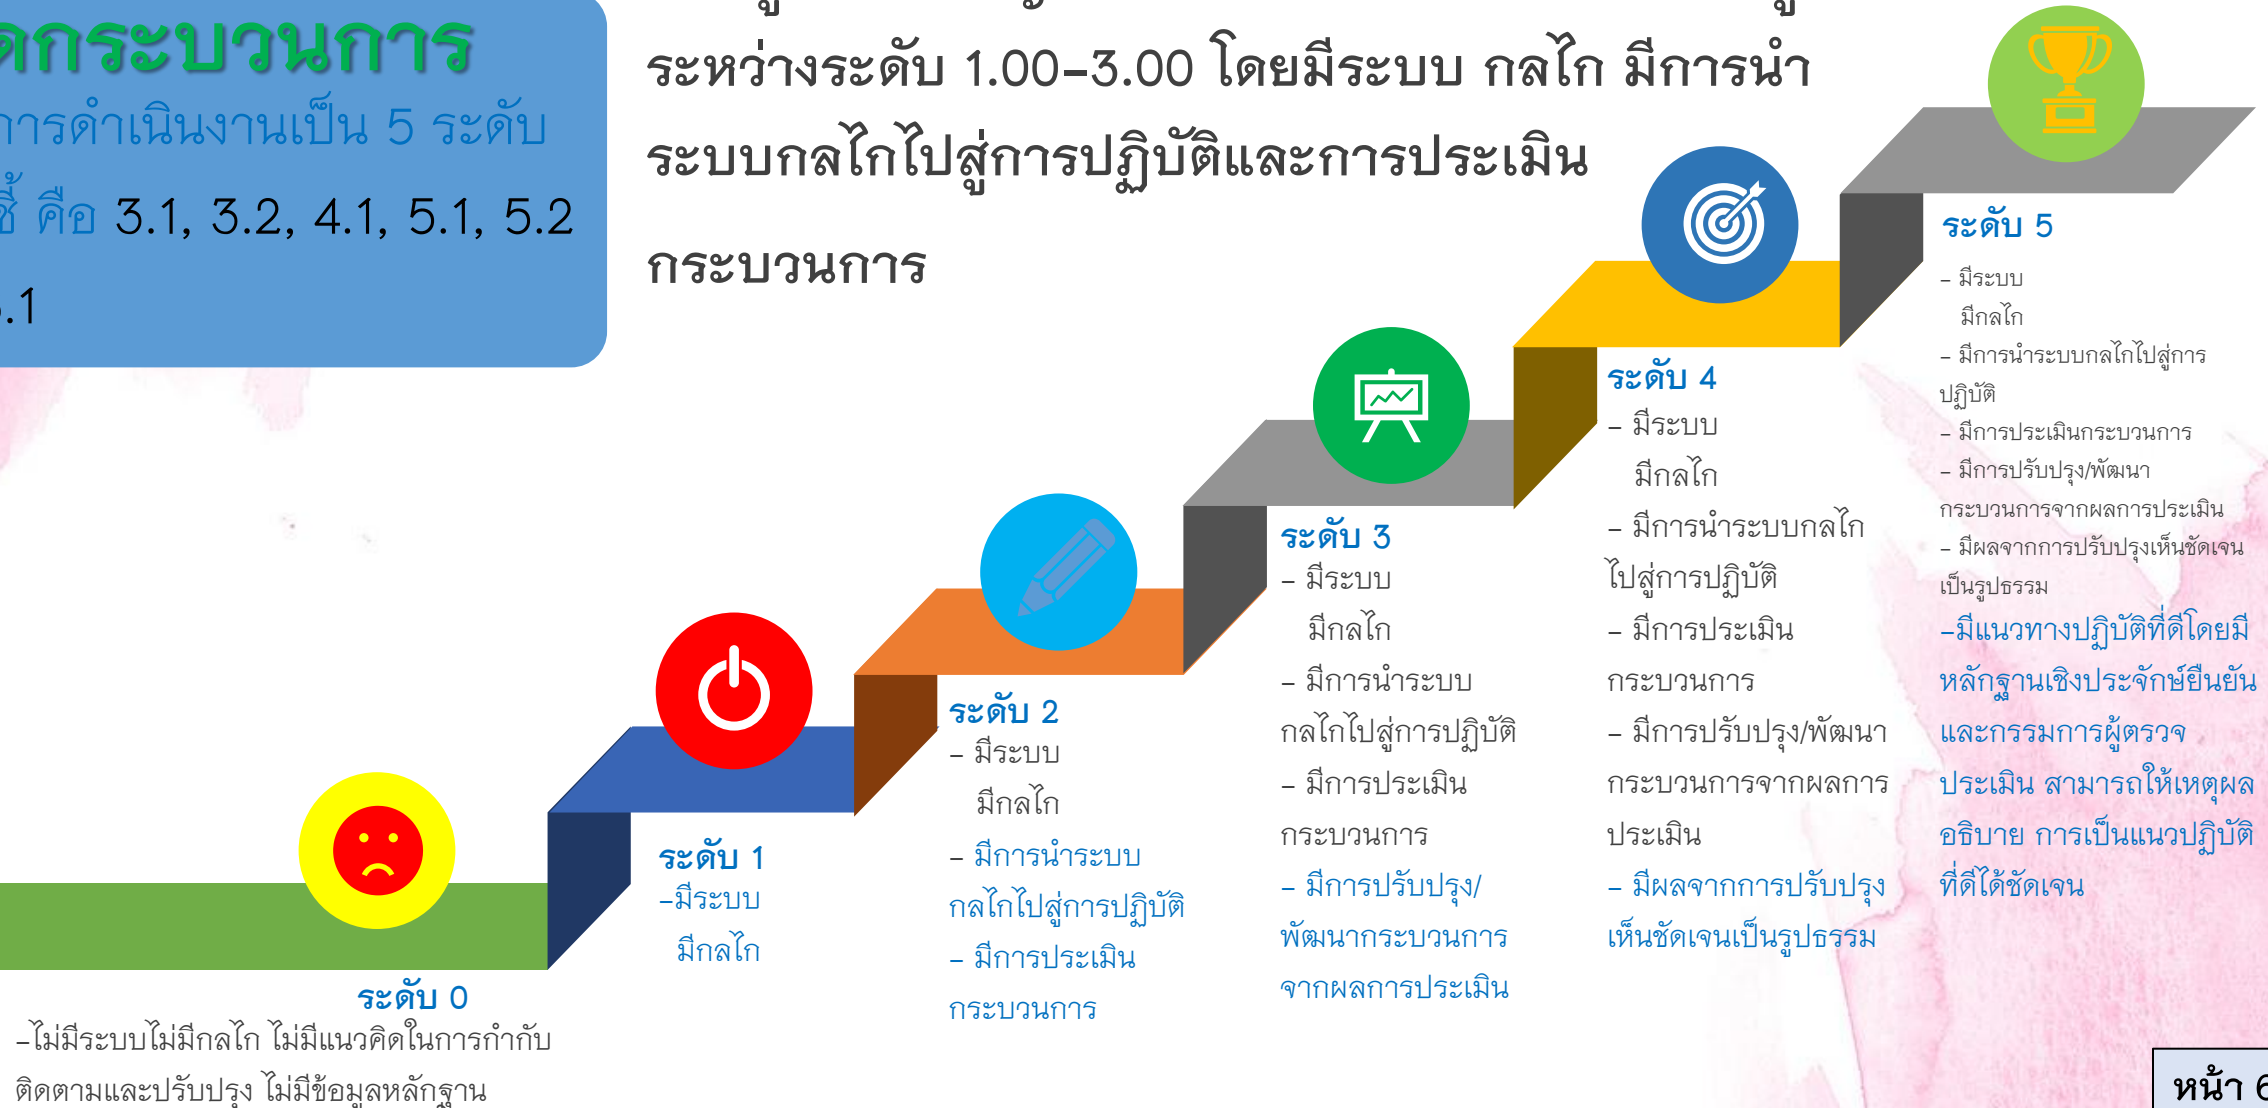 ดกระบวนการ
การดำเนินงานเป็น 5 ระดับ
ชี้ คือ 3.1, 3.2, 4.1, 5.1, 5.2
.1
ระหว่างระดับ 1.00-3.00 โดยมีระบบ กลไก มีการนำ
ระบบกลไกไปสู่การปฏิบัติและการประเมิน
กระบวนการ
ระดับ 0
-ไม่มีระบบไม่มีกลไก ไม่มีแนวคิดในการกำกับ
ติดตามและปรับปรุง ไม่มีข้อมูลหลักฐาน
ระดับ 1
-มีระบบ
มีกลไก
ระดับ 2
- มีระบบ
มีกลไก
- มีการนำระบบ
กลไกไปสู่การปฏิบัติ
- มีการประเมิน
กระบวนการ
ระดับ 3
- มีระบบ
มีกลไก
- มีการนำระบบ
กลไกไปสู่การปฏิบัติ
- มีการประเมิน
กระบวนการ
- มีการปรับปรุง/
พัฒนากระบวนการ
จากผลการประเมิน
ระดับ 4
- มีระบบ
มีกลไก
- มีการนำระบบกลไก
ไปสู่การปฏิบัติ
- มีการประเมิน
กระบวนการ
- มีการปรับปรุง/พัฒนา
กระบวนการจากผลการ
ประเมิน
- มีผลจากการปรับปรุง
เห็นชัดเจนเป็นรูปธรรม
ระดับ 5
- มีระบบ
มีกลไก
- มีการนำระบบกลไกไปสู่การ
ปฏิบัติ
- มีการประเมินกระบวนการ
- มีการปรับปรุง/พัฒนา
กระบวนการจากผลการประเมิน
- มีผลจากการปรับปรุงเห็นชัดเจน
เป็นรูปธรรม
-มีแนวทางปฏิบัติที่ดีโดยมี
หลักฐานเชิงประจักษ์ยืนยัน
และกรรมการผู้ตรวจ
ประเมิน สามารถให้เหตุผล
อธิบาย การเป็นแนวปฏิบัติ
ที่ดีได้ชัดเจน
หน้า 6